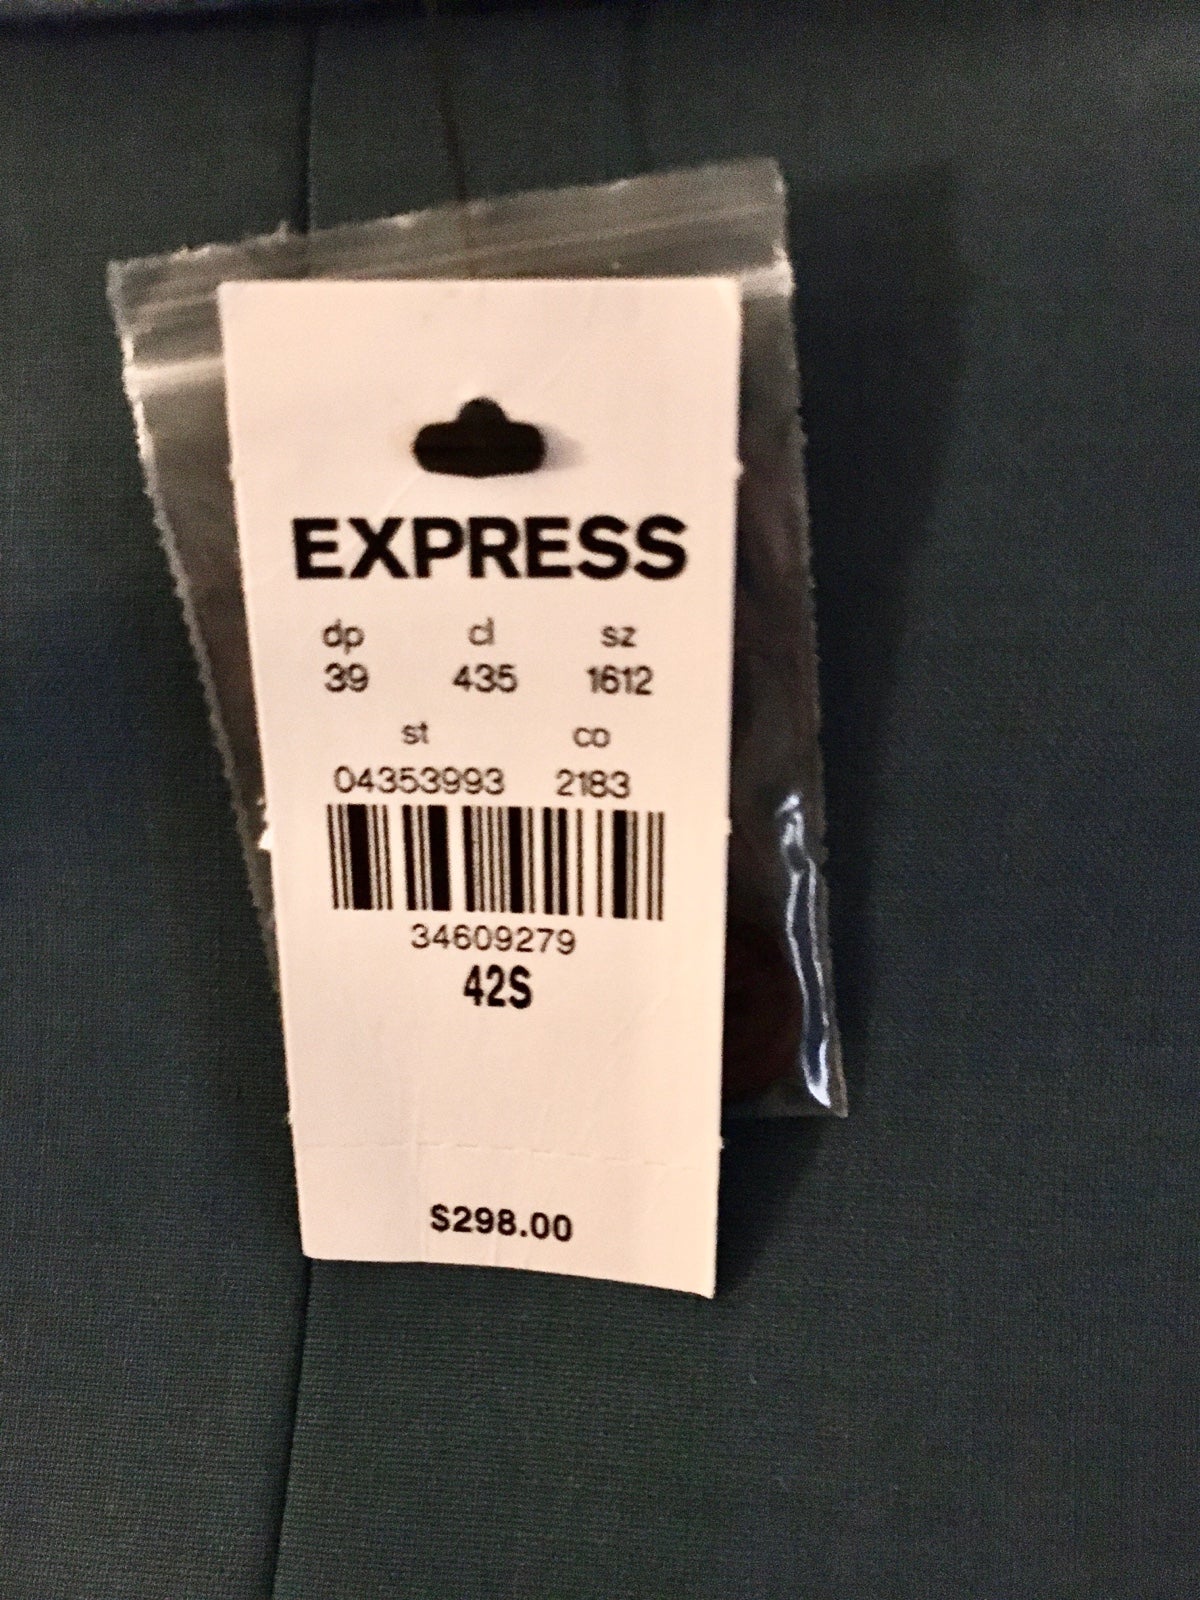 EXPRESS
dp cl sz
39 435 1612
st co
04353993 2183
34609279
42S
$298.00